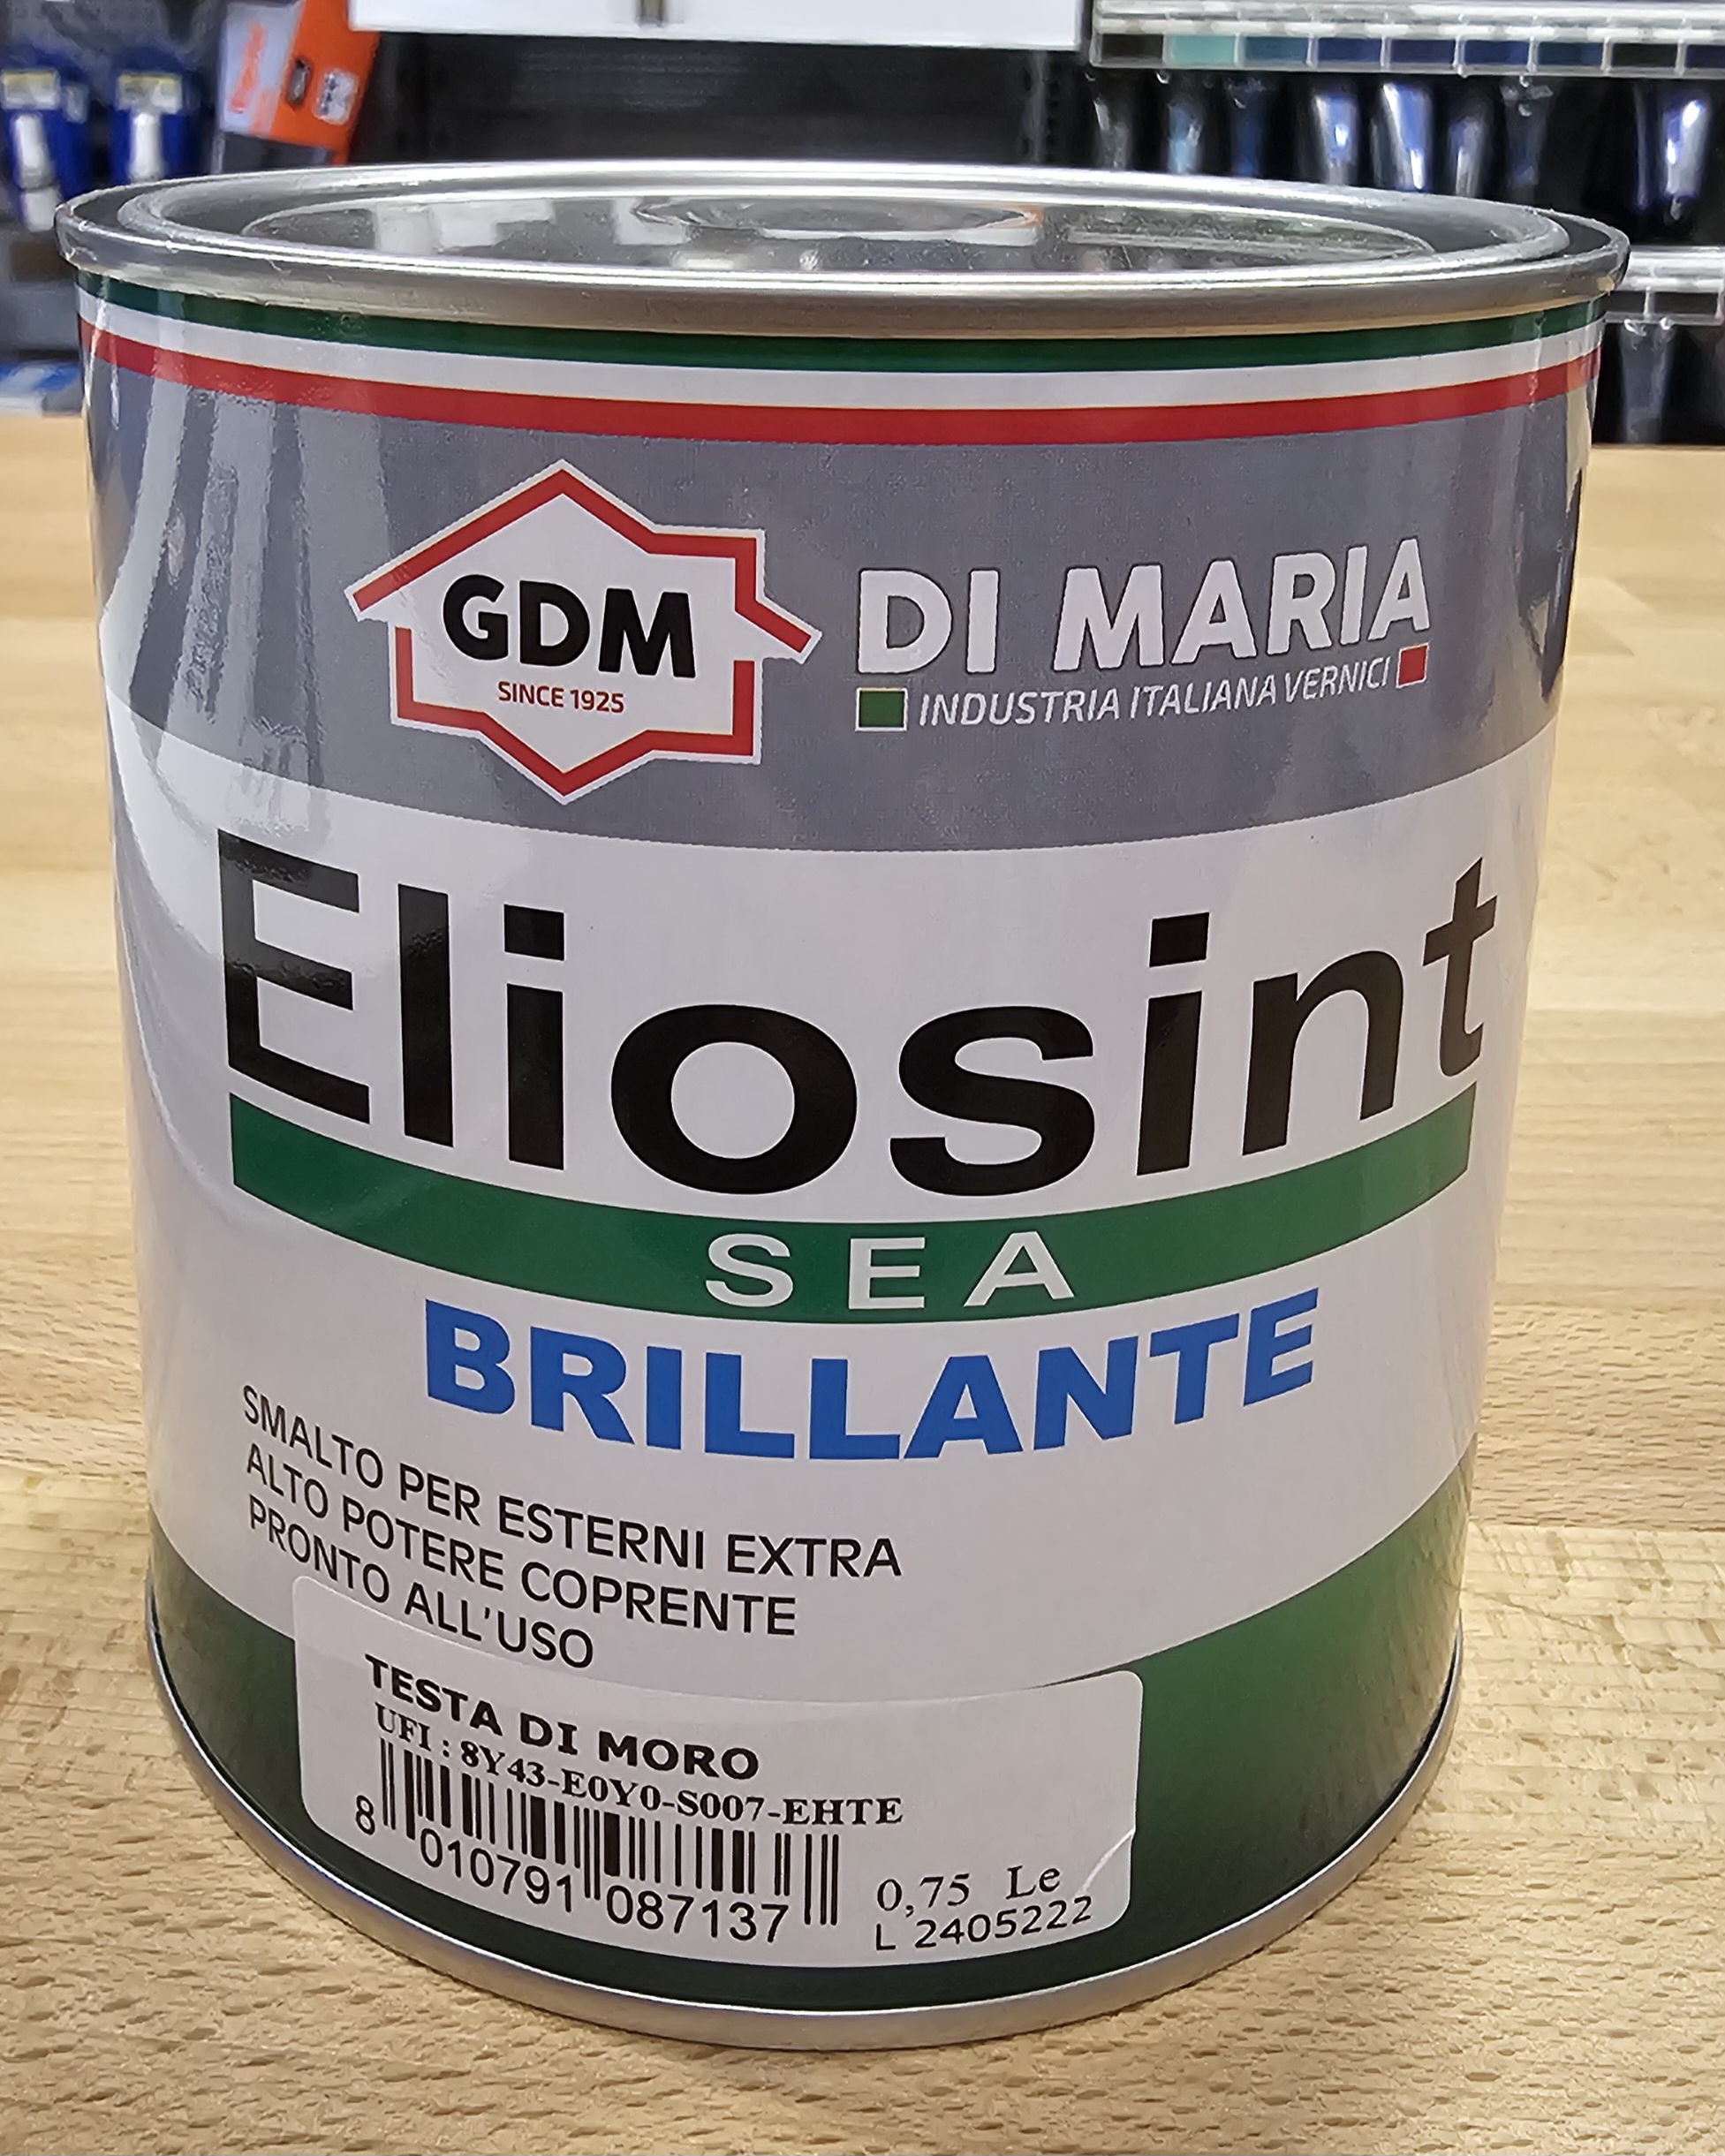 GDM
SINCE 1925
DI MARIA
INDUSTRIA ITALIANA VERNICI
Eliosint
SEA
BRILLANTE
SMALTO PER ESTERNI EXTRA
ALTO POTERE COPRENTE
PRONTO ALL'USO
TESTA DI MORO
UFI : 8Y43-E0Y0-S007-EHTE
8 010791 087137
0,75 Le
L 2405222